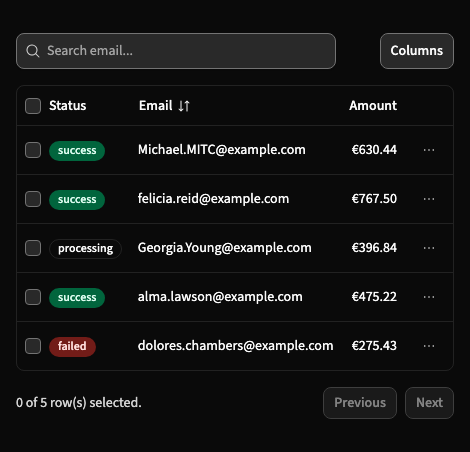 Search email...
Columns
Status Email Amount
success Michael.MITC@example.com €630.44 ...
success felicia.reid@example.com €767.50 ...
processing Georgia.Young@example.com €396.84 ...
success alma.lawson@example.com €475.22 ...
failed dolores.chambers@example.com €275.43 ...
0 of 5 row(s) selected.
Previous Next